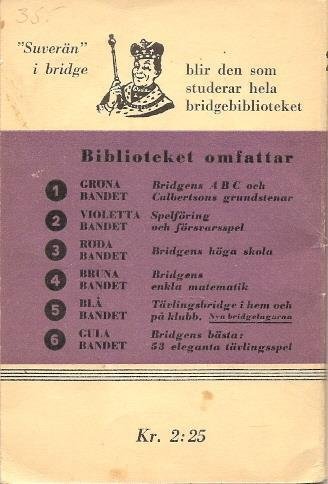 35-
"Suverän"
i bridge
blir den som
studerar hela
bridgebiblioteket
Biblioteket omfattar
1 GRÖNA BANDET Bridgens ABC och
Culbertsons grundstenar
2 VIOLETTA BANDET Spelföring
och försvarsspel
3 RÖDA BANDET Bridgens höga skola
4 BRUNA BANDET Bridgens
enkla matematik
5 BLÅ BANDET Tävlingsbridge i hem och
på klubb. Nya bridgelagarna
6 GULA BANDET Bridgens bästa:
53 eleganta tävlingsspel
Kr. 2:25